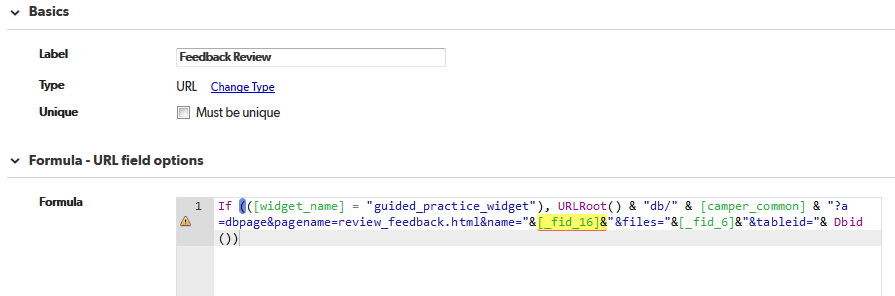 Basics
Label Feedback Review
Type URL Change Type
Unique Must be unique
Formula - URL field options
Formula
1 If (([widget_name] = "guided_practice_widget"), URLRoot() & "db/" & [camper_common] & "?a
=dbpage&pagename=review_feedback.html&name="&[_fid_16]&"&files="&[_fid_6]&"&tableid="& Dbid
())